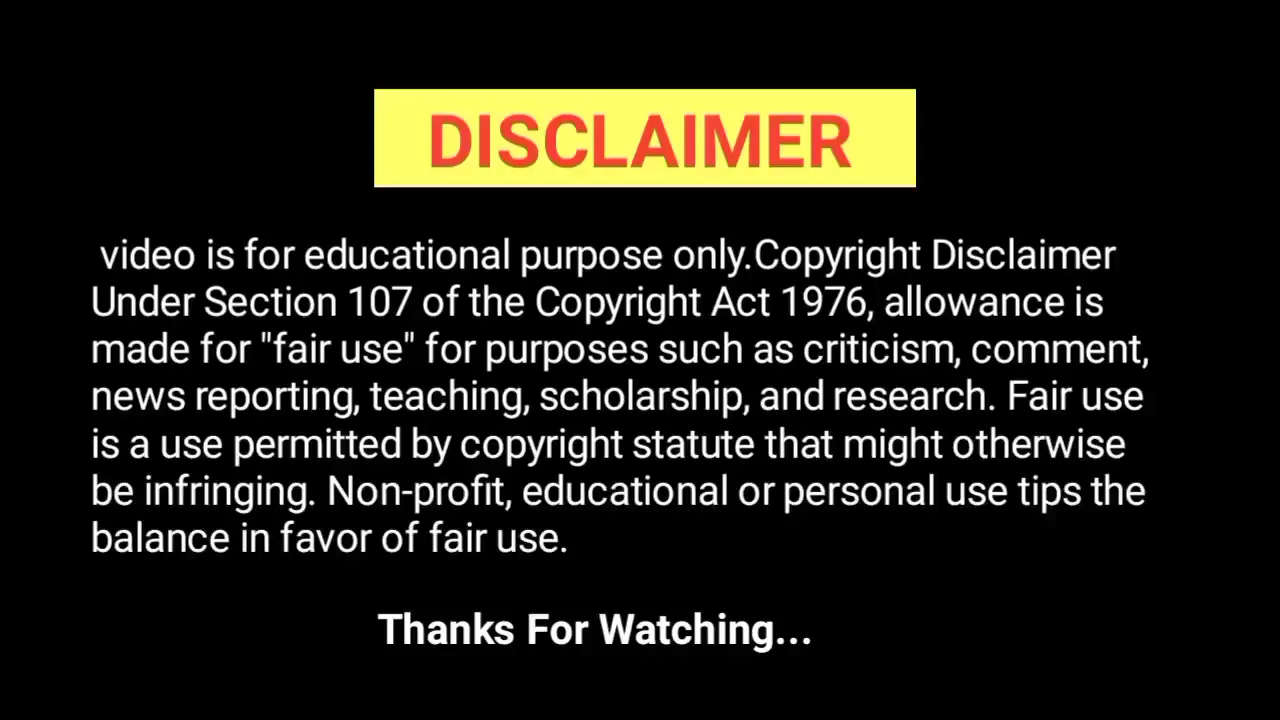 DISCLAIMER
video is for educational purpose only.Copyright Disclaimer
Under Section 107 of the Copyright Act 1976, allowance is
made for "fair use" for purposes such as criticism, comment,
news reporting, teaching, scholarship, and research. Fair use
is a use permitted by copyright statute that might otherwise
be infringing. Non-profit, educational or personal use tips the
balance in favor of fair use.
Thanks For Watching...